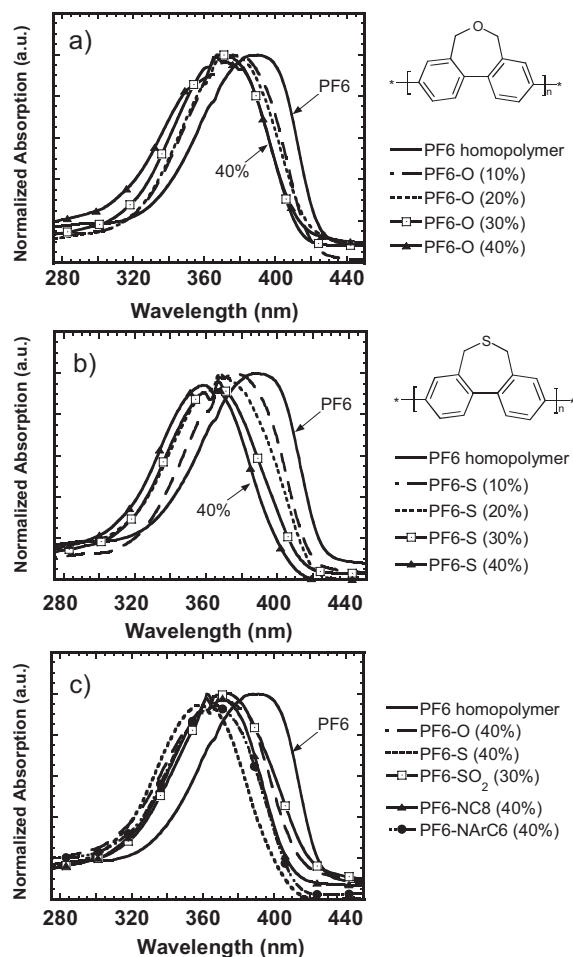 a)
Normalized Absorption (a.u.)
PF6
40%
280 320 360 400 440
Wavelength (nm)
O
*
n
*
PF6 homopolymer
PF6-O (10%)
PF6-O (20%)
PF6-O (30%)
PF6-O (40%)
b)
Normalized Absorption (a.u.)
PF6
40%
280 320 360 400 440
Wavelength (nm)
S
*
n
*
PF6 homopolymer
PF6-S (10%)
PF6-S (20%)
PF6-S (30%)
PF6-S (40%)
c)
Normalized Absorption (a.u.)
PF6
280 320 360 400 440
Wavelength (nm)
PF6 homopolymer
PF6-O (40%)
PF6-S (40%)
PF6-SO₂ (30%)
PF6-NC8 (40%)
PF6-NArC6 (40%)